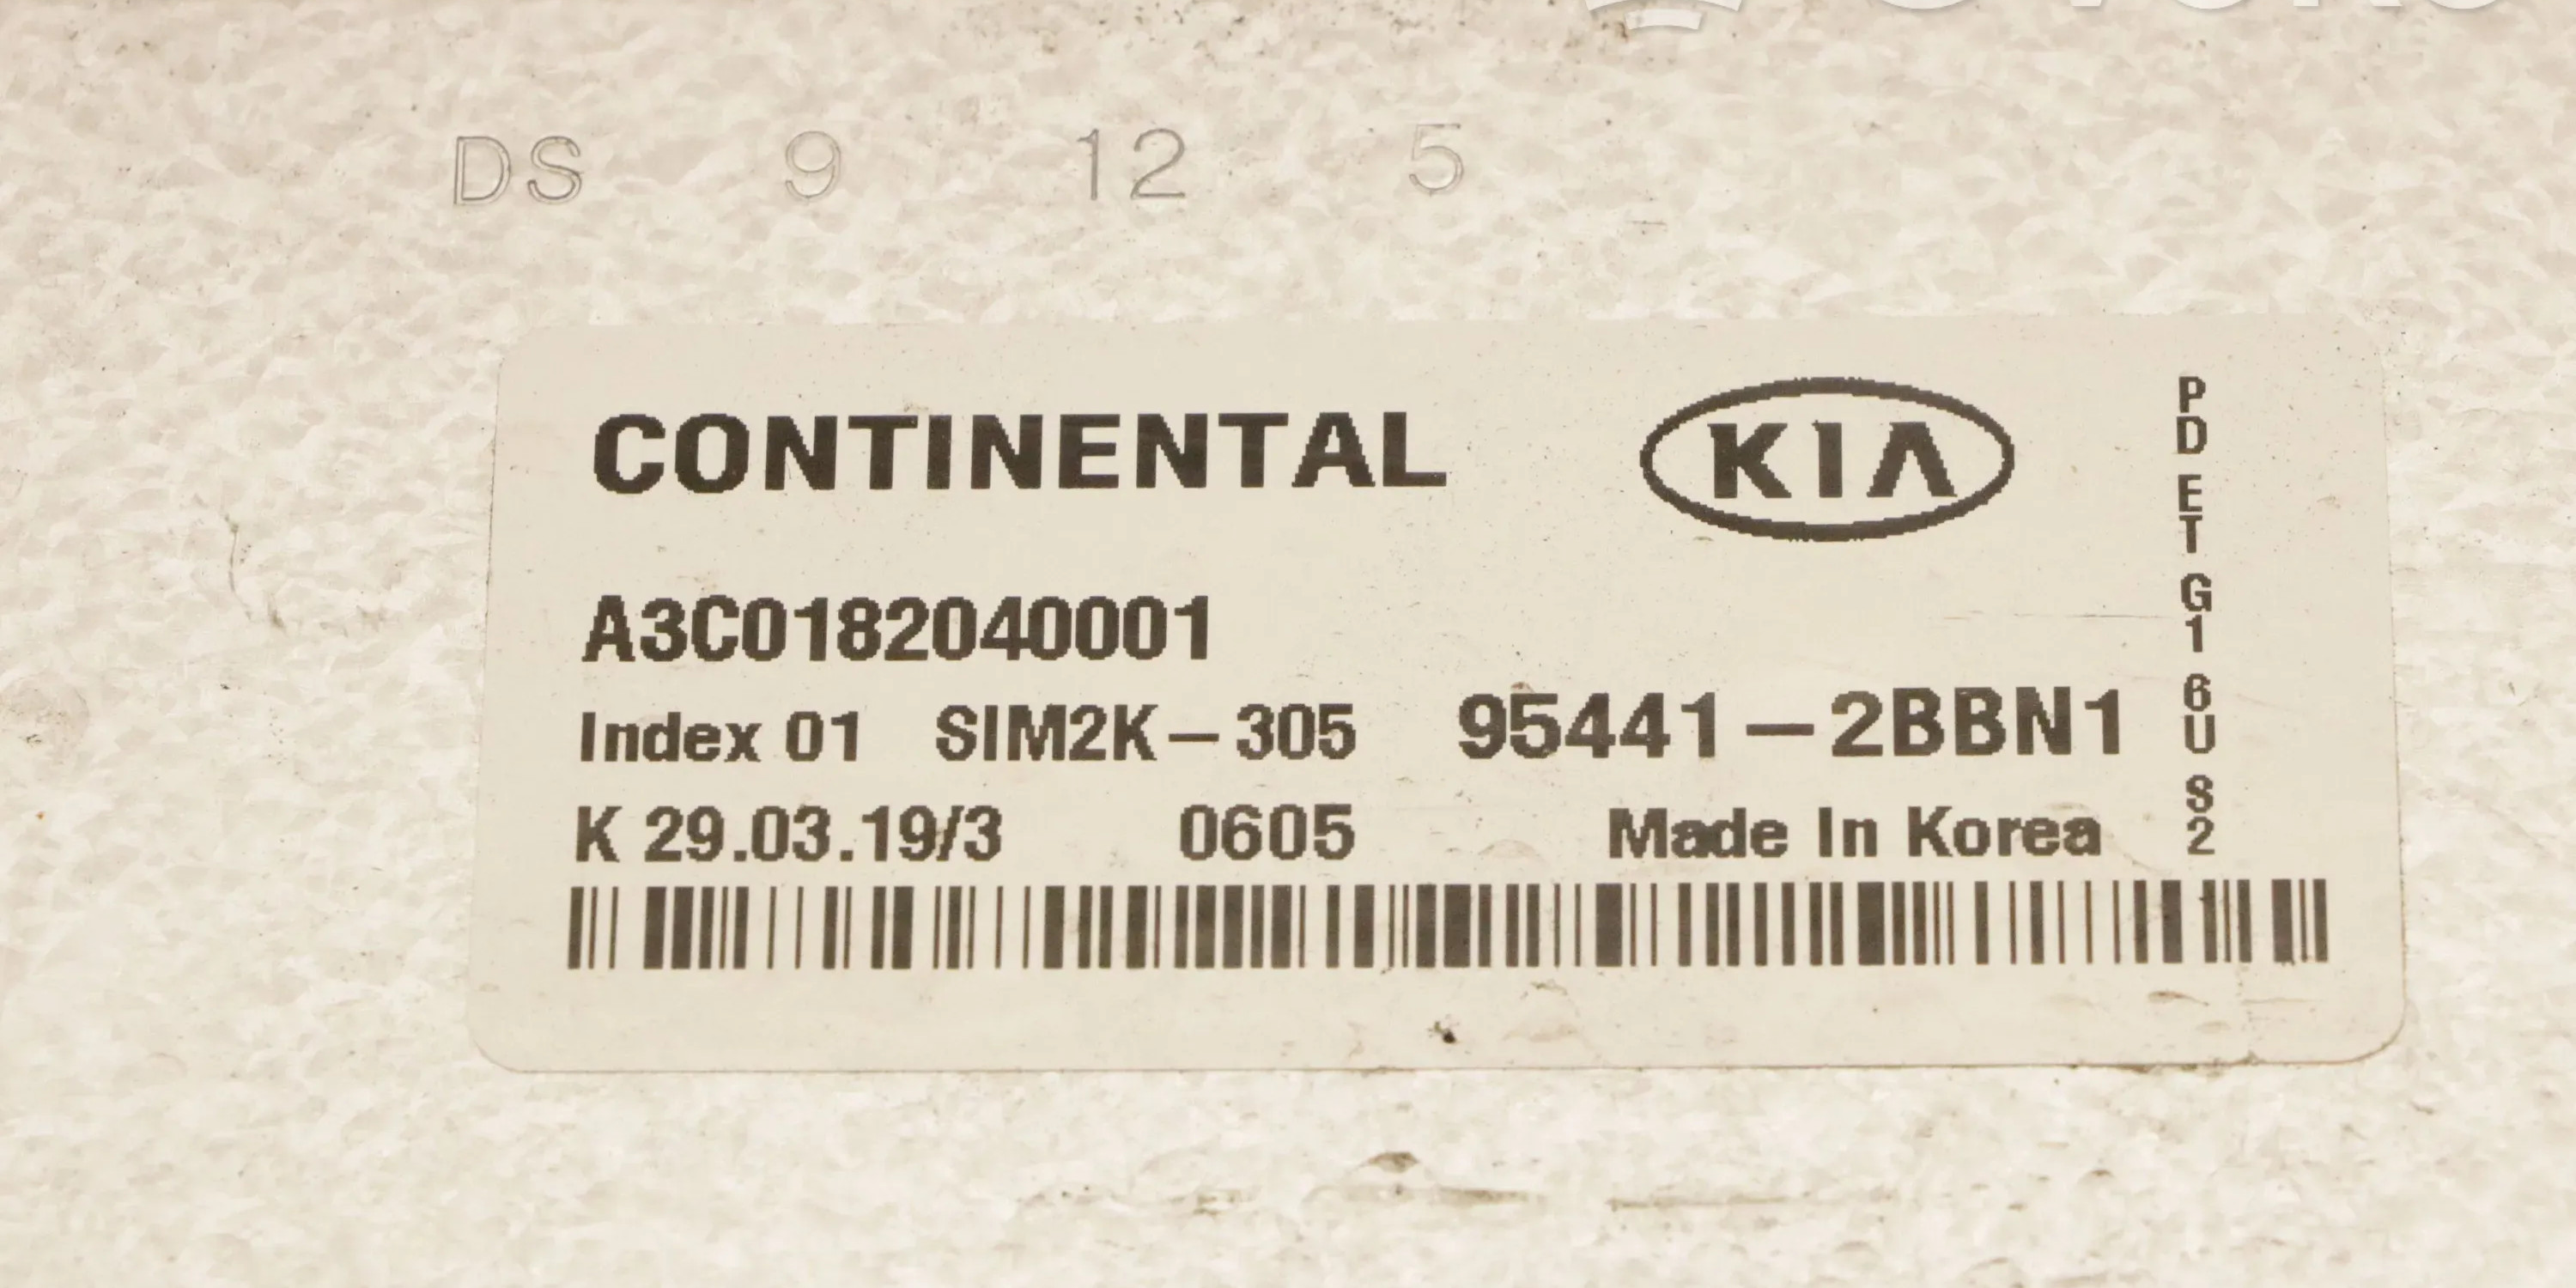 DS 9 12 5
CONTINENTAL
KIA
A3C0182040001
Index 01 SIM2K-305 95441-2BBN1
K 29.03.19/3 0605 Made In Korea
PD ET G1 6U S2